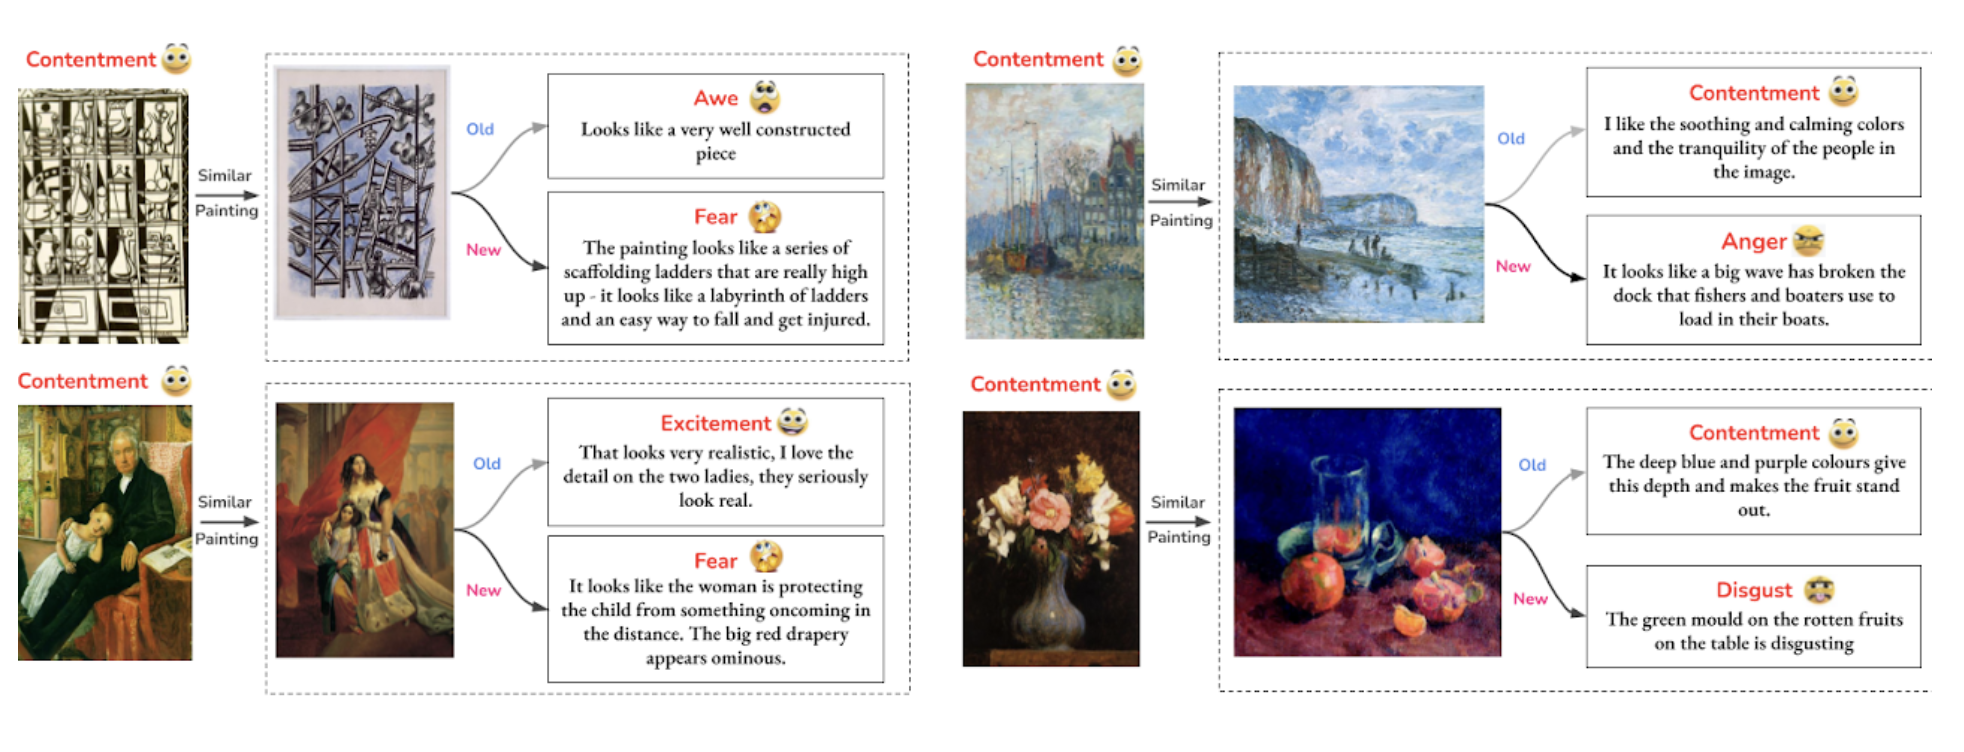 Contentment
Similar
Painting
Old
New
Awe
Looks like a very well constructed
piece
Fear
The painting looks like a series of
scaffolding ladders that are really high
up - it looks like a labyrinth of ladders
and an easy way to fall and get injured.
Contentment
Similar
Painting
Old
New
Contentment
I like the soothing and calming colors
and the tranquility of the people in
the image.
Anger
It looks like a big wave has broken the
dock that fishers and boaters use to
load in their boats.
Contentment
Similar
Painting
Old
New
Excitement
That looks very realistic, I love the
detail on the two ladies, they seriously
look real.
Fear
It looks like the woman is protecting
the child from something oncoming in
the distance. The big red drapery
appears ominous.
Contentment
Similar
Painting
Old
New
Contentment
The deep blue and purple colours give
this depth and makes the fruit stand
out.
Disgust
The green mould on the rotten fruits
on the table is disgusting